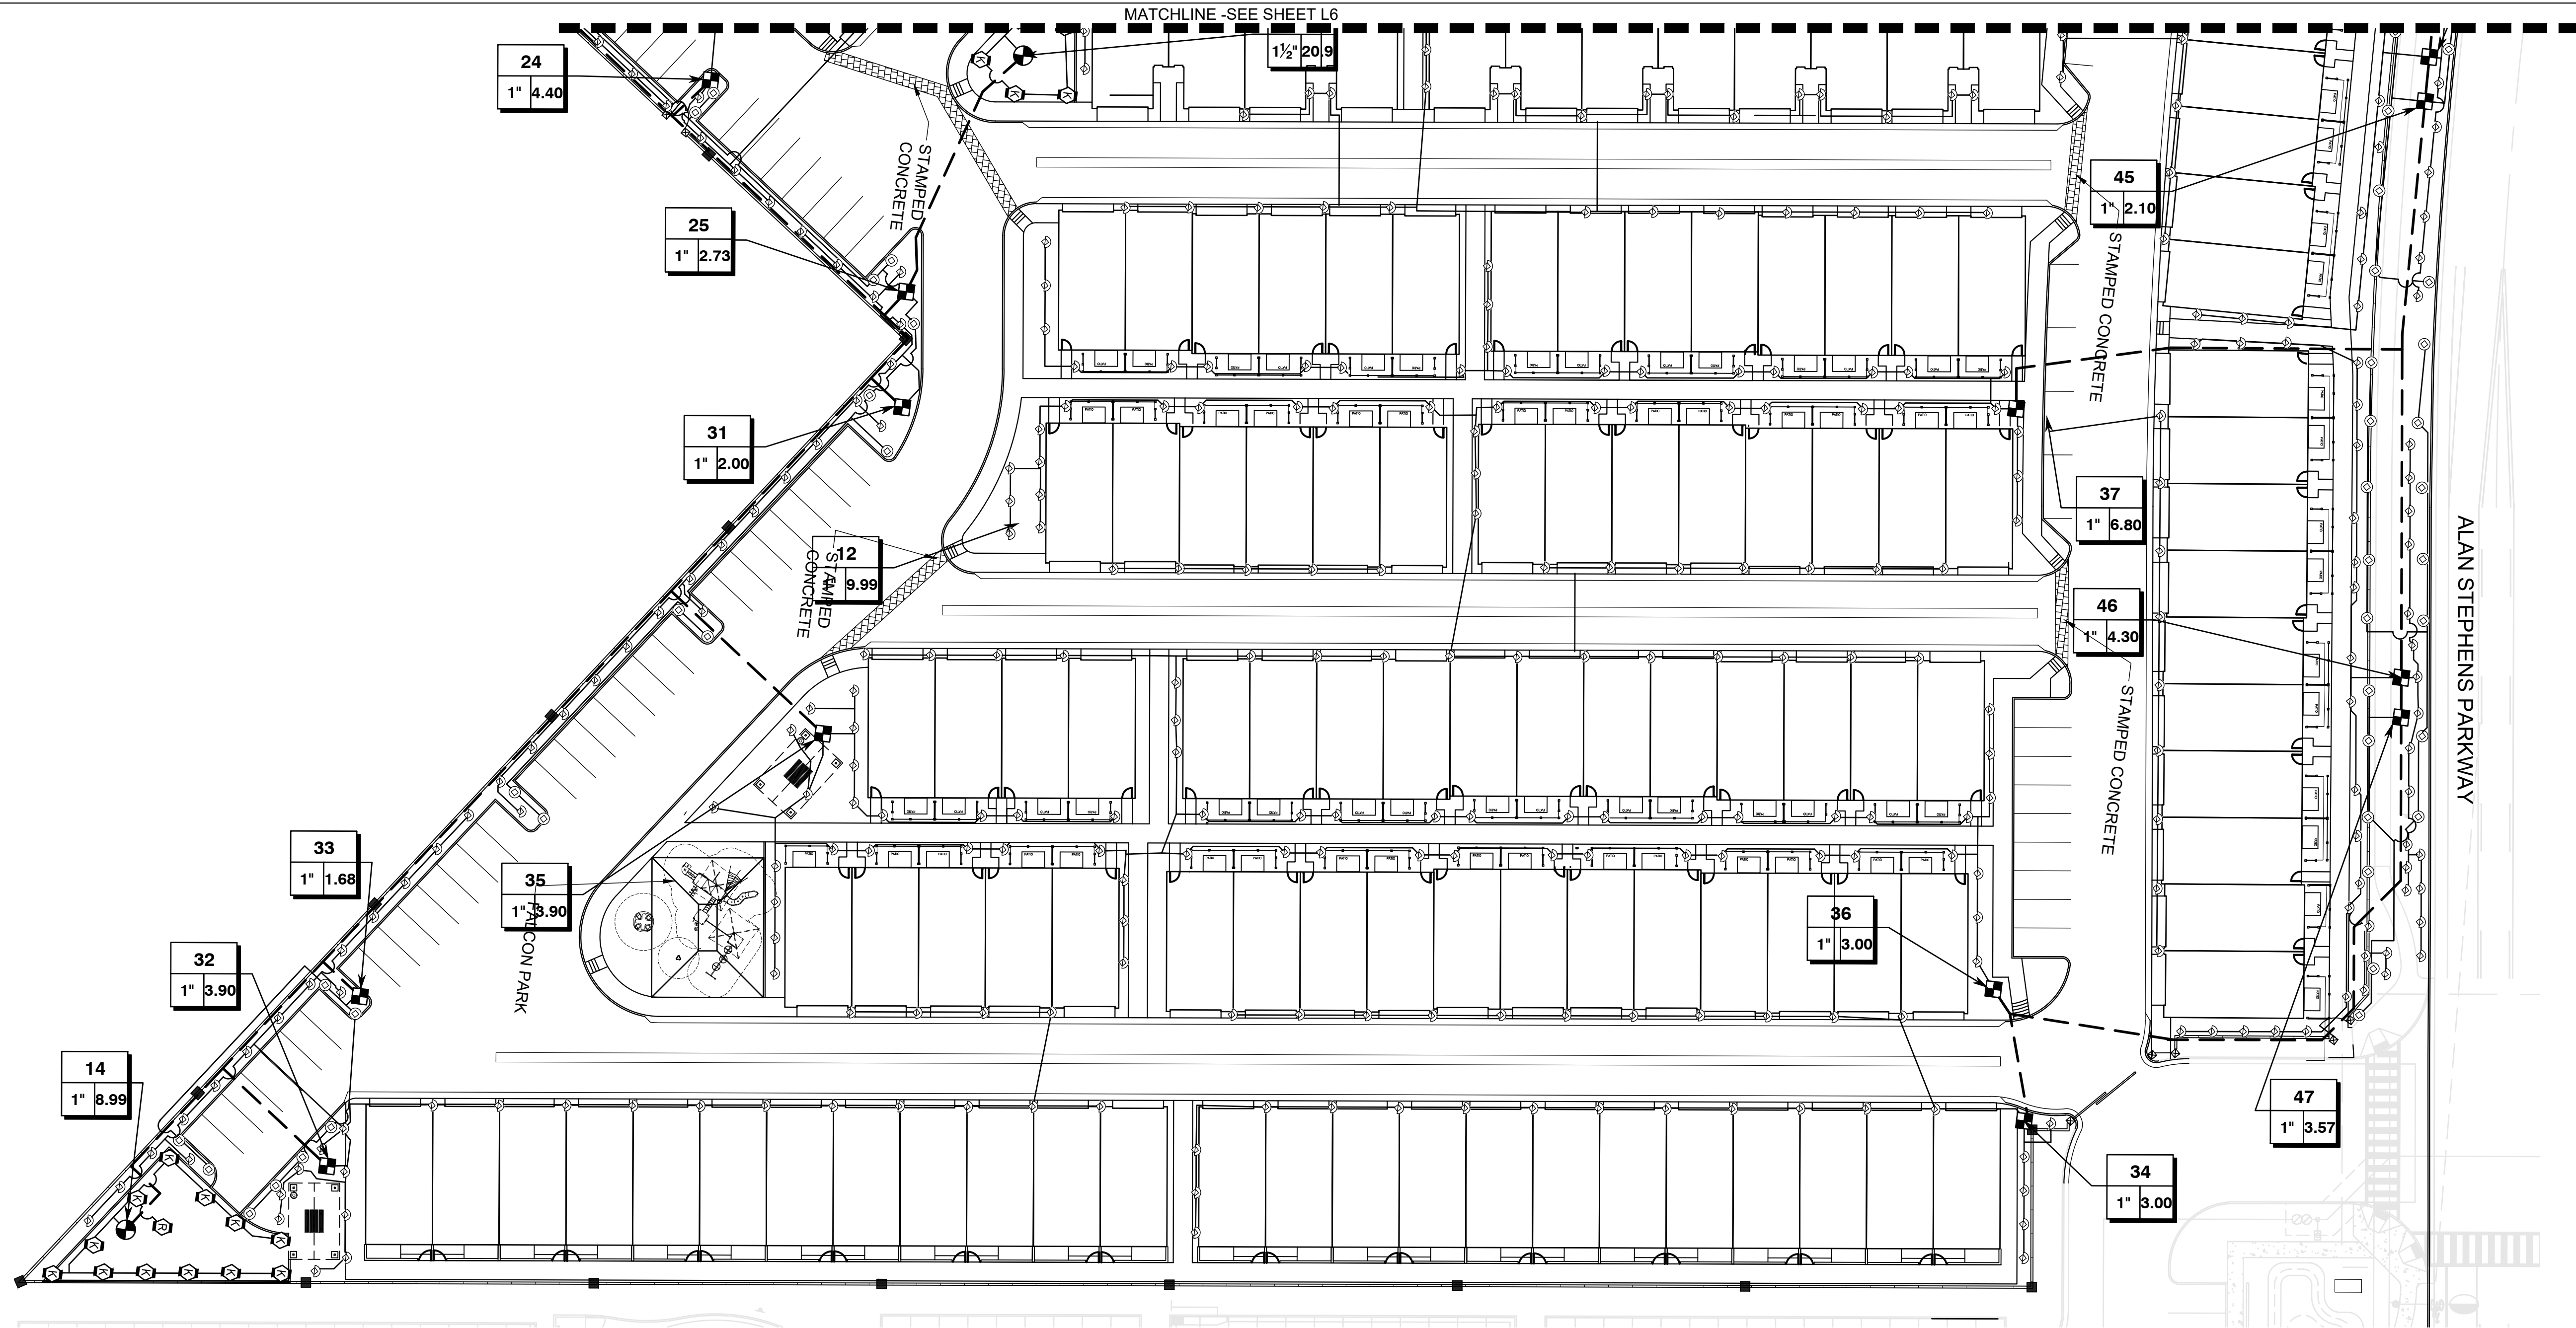 MATCHLINE -SEE SHEET L6
24
1" 4.40
1½" 20.9
25
1" 2.73
STAMPED
CONCRETE
45
1" 2.10
STAMPED CONCRETE
31
1" 2.00
12
9.99
STAMPED
CONCRETE
37
1" 6.80
46
1" 4.30
STAMPED CONCRETE
ALAN STEPHENS PARKWAY
33
1" 1.68
35
1" 3.90
FALCON PARK
36
1" 3.00
32
1" 3.90
14
1" 8.99
47
1" 3.57
34
1" 3.00
PATIO
K
R